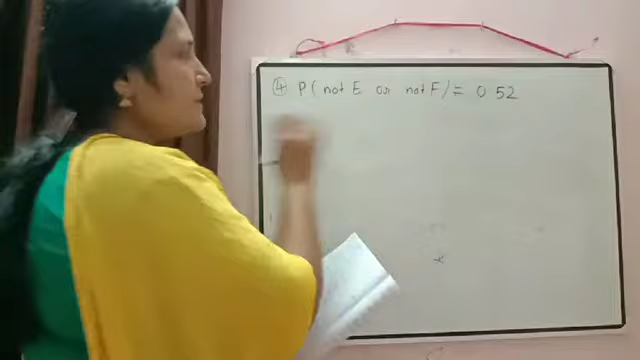 ④ P(not E or not F) = 0.52